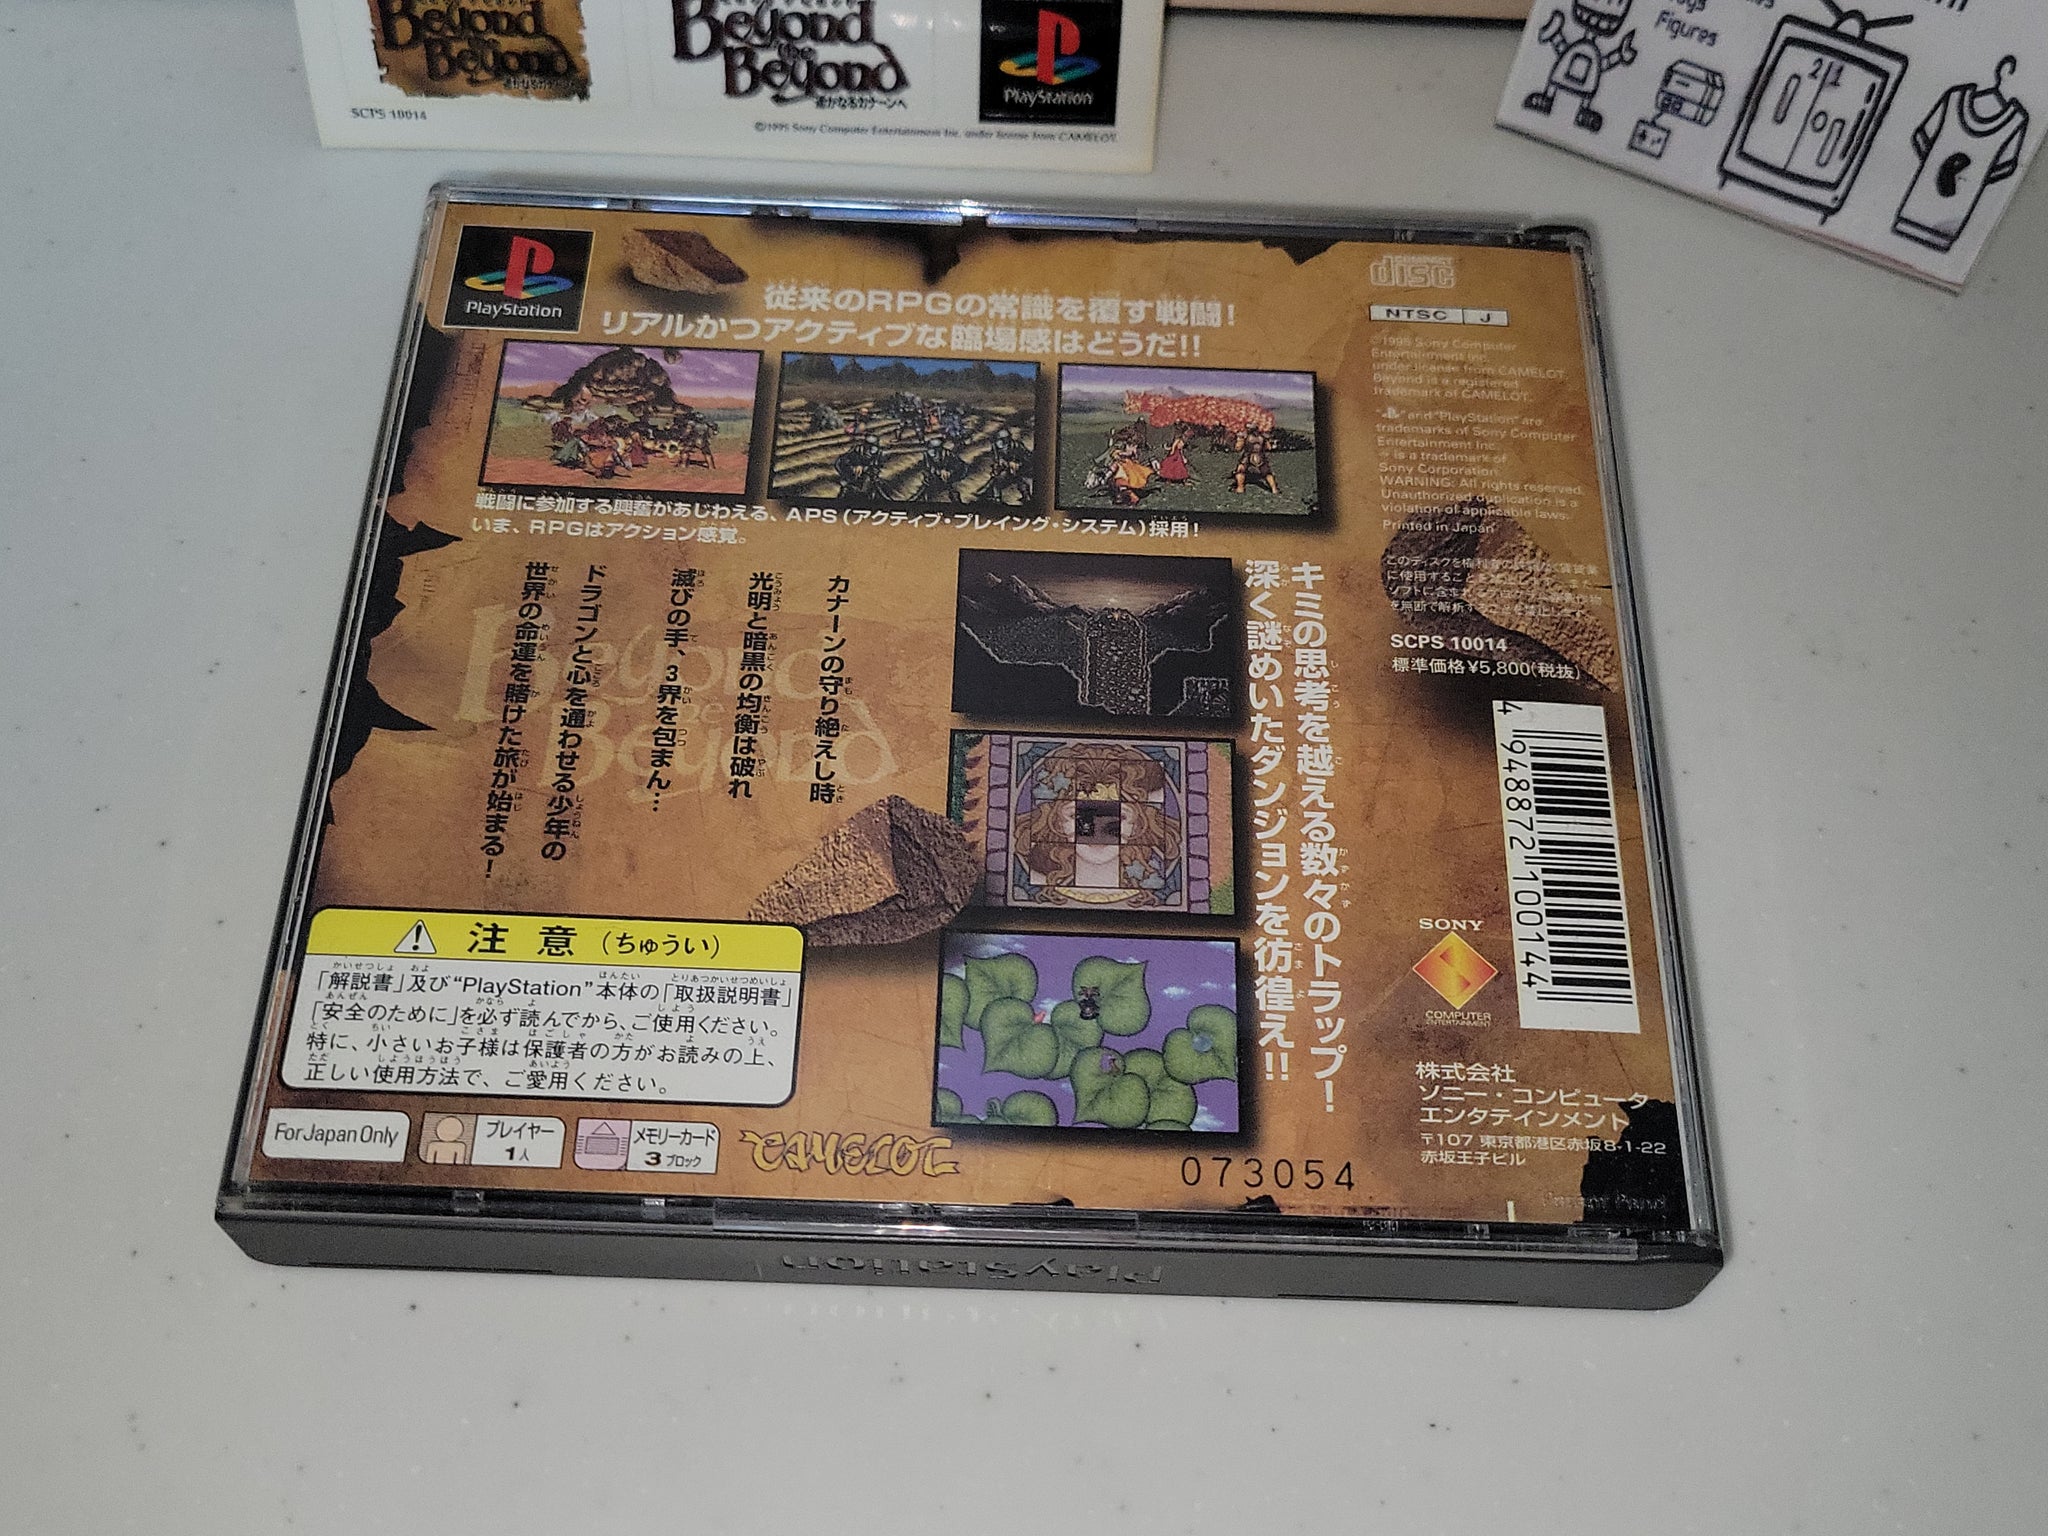 Beyond
the
Beyond
遥かなるカナーンへ
SCPS 10014
Beyond
the
Beyond
遥かなるカナーンへ
PlayStation
©1995 Sony Computer Entertainment Inc. under license from CAMELOT.
Figures
2 1
PlayStation
従来のRPGの常識を覆す戦闘!
リアルかつアクティブな臨場感はどうだ!!
戦闘に参加する興奮があじわえる、APS(アクティブ・プレイング・システム)採用!
いま、RPGはアクション感覚。
キミの思考を越える数々のトラップ!
深く謎めいたダンジョンを彷徨え!!
カナーンの守り絶えし時
光明と暗黒の均衡は破れ
滅びの手、3界を包まん…
ドラゴンと心を通わせる少年の
世界の命運を賭けた旅が始まる!
Beyond
the
Beyond
COMPACT
disc
NTSC J
©1995 Sony Computer
Entertainment Inc.
under license from CAMELOT.
Beyond is a registered
trademark of CAMELOT.
" " and "PlayStation" are
trademarks of Sony Computer
Entertainment Inc.
is a trademark of
Sony Corporation.
WARNING: All rights reserved.
Unauthorized duplication is a
violation of applicable laws.
Printed in Japan
SCPS 10014
標準価格¥5,800(税抜)
4 948872 100144
SONY
COMPUTER
ENTERTAINMENT
株式会社
ソニー・コンピュータ
エンタテインメント
〒107 東京都港区赤坂8-1-22
赤坂王子ビル
注意(ちゅうい)
「解説書」及び"PlayStation"本体の「取扱説明書」
「安全のために」を必ず読んでから、ご使用ください。
特に、小さいお子様は保護者の方がお読みの上、
正しい使用方法で、ご愛用ください。
For Japan Only
プレイヤー
1人
メモリーカード
3ブロック
CAMELOT
073054
PlayStation